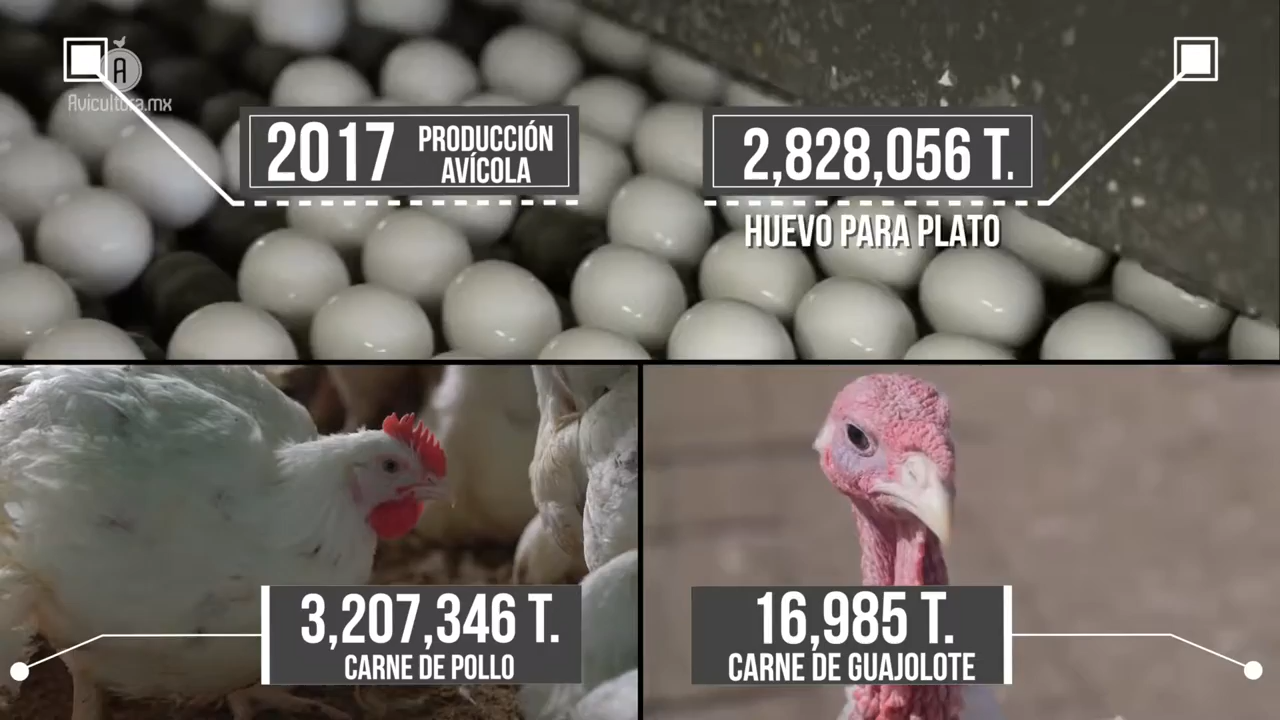 A
Avicultura.mx
2017 PRODUCCIÓN
AVÍCOLA
2,828,056 T.
HUEVO PARA PLATO
3,207,346 T.
CARNE DE POLLO
16,985 T.
CARNE DE GUAJOLOTE